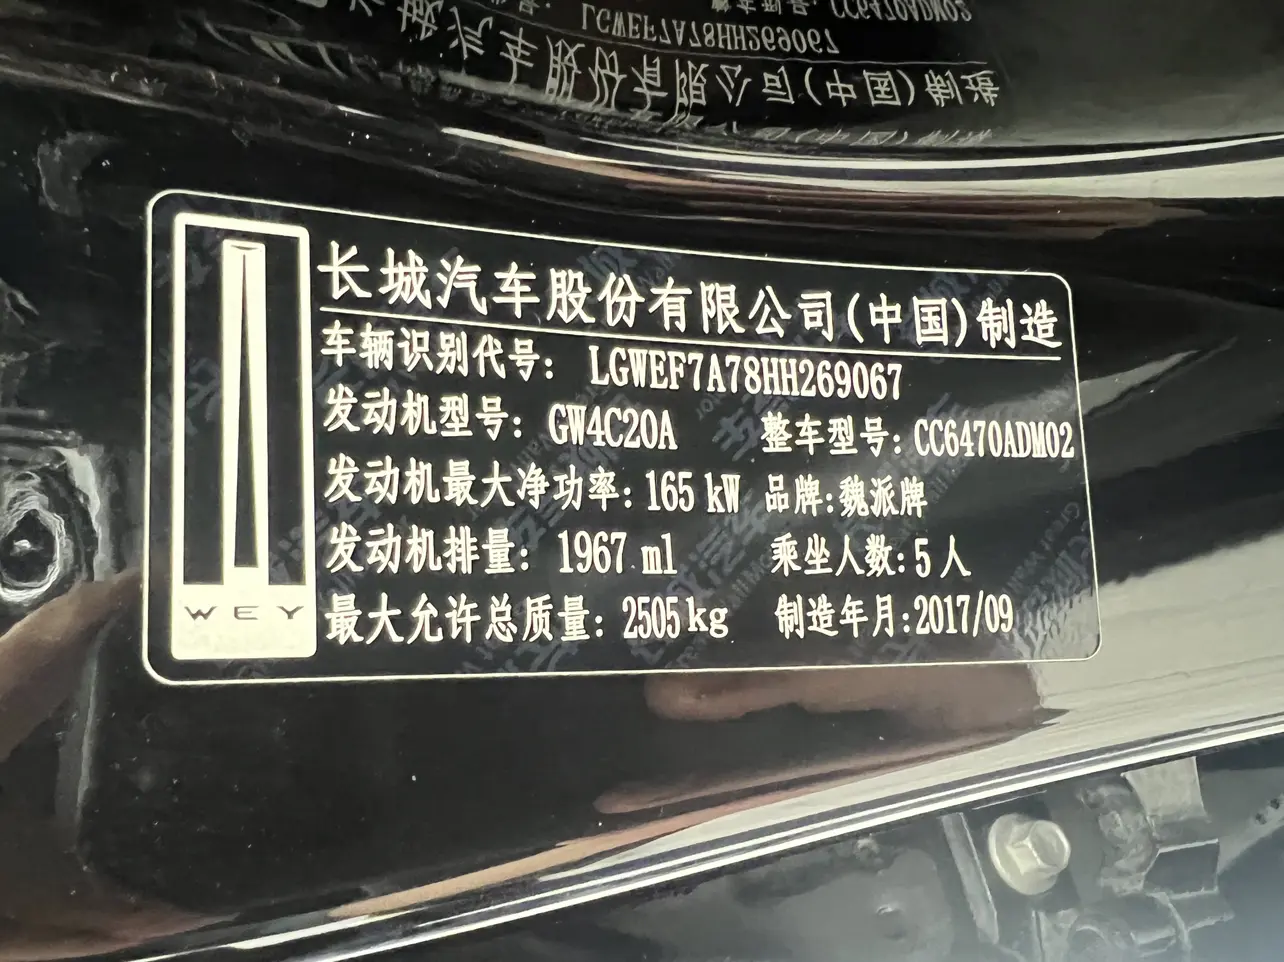 长城汽车股份有限公司(中国)制造
车辆识别代号: LGWEF7A78HH269067
发动机型号: GW4C20A 整车型号: CC6470ADM02
发动机最大净功率: 165 kW 品牌: 魏派牌
发动机排量: 1967 ml 乘坐人数: 5 人
最大允许总质量: 2505 kg 制造年月: 2017/09
WEY